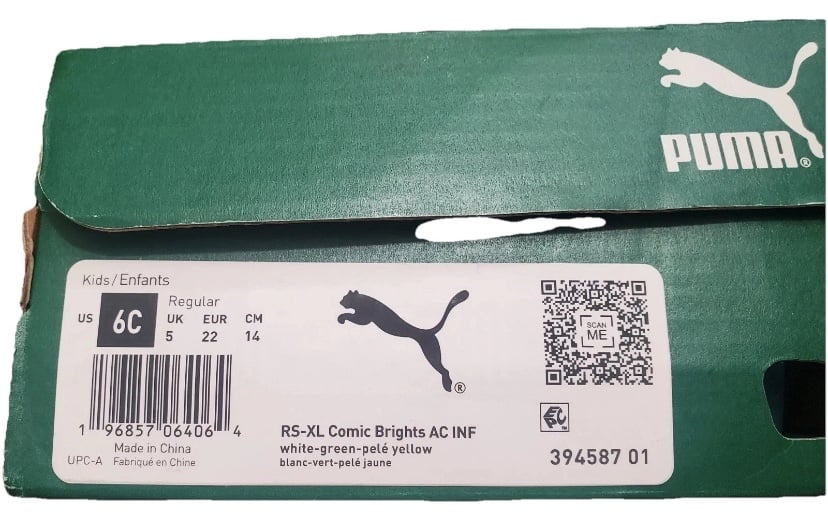 PUMA®
Kids/Enfants
Regular
US 6C UK EUR CM
5 22 14
1 96857 06406 4
UPC-A Made in China
Fabriqué en Chine
®
RS-XL Comic Brights AC INF
white-green-pelé yellow
blanc-vert-pelé jaune
SCAN
ME
394587 01